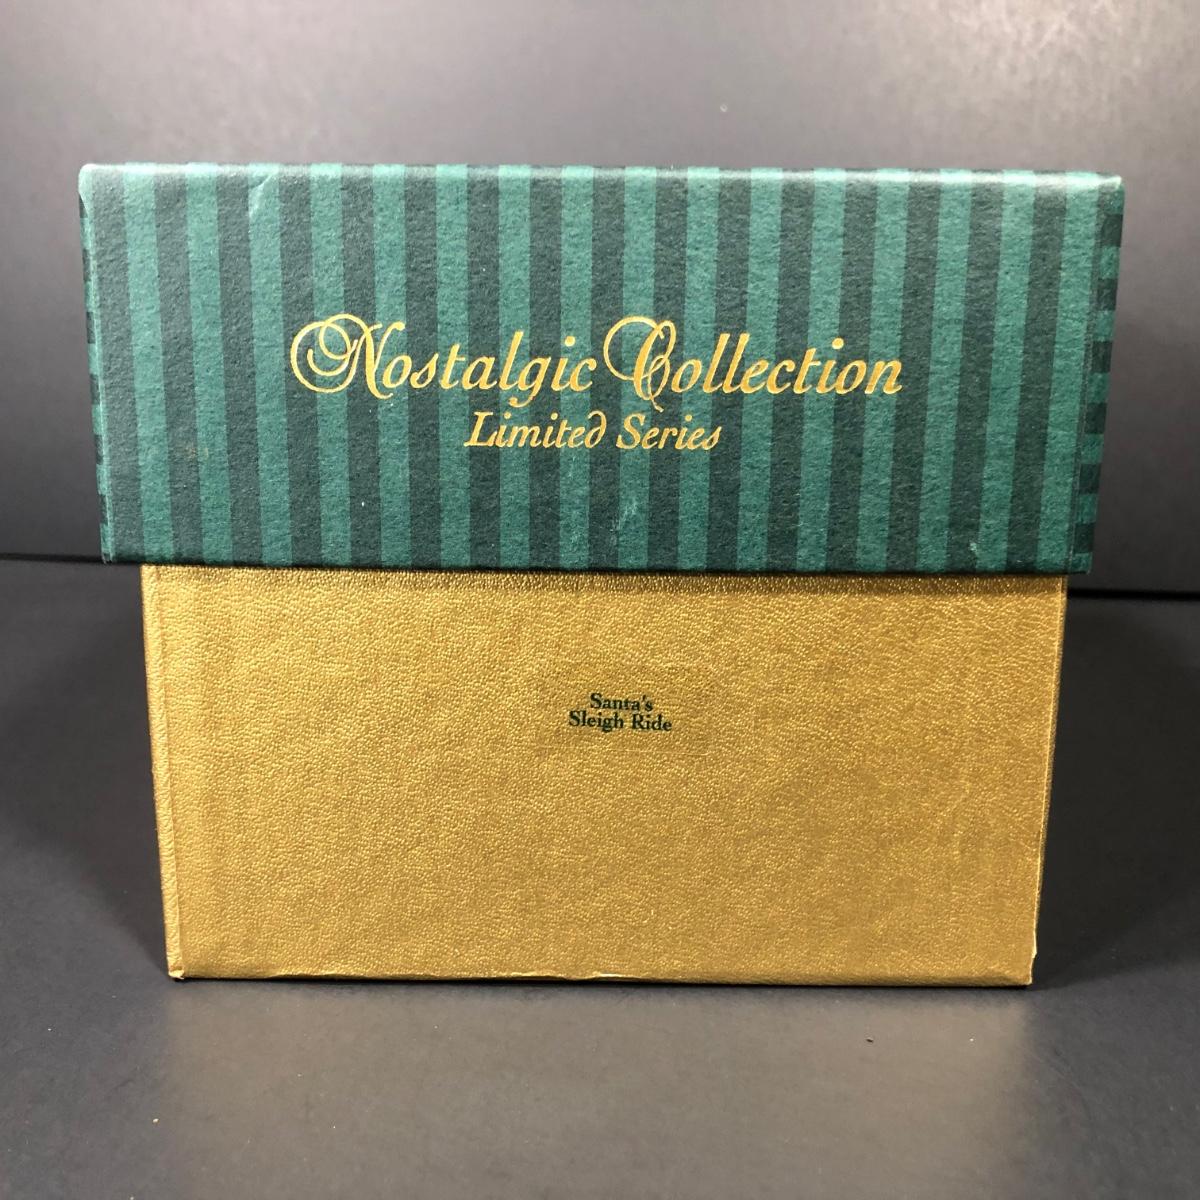 Nostalgic Collection
Limited Series
Santa's
Sleigh Ride